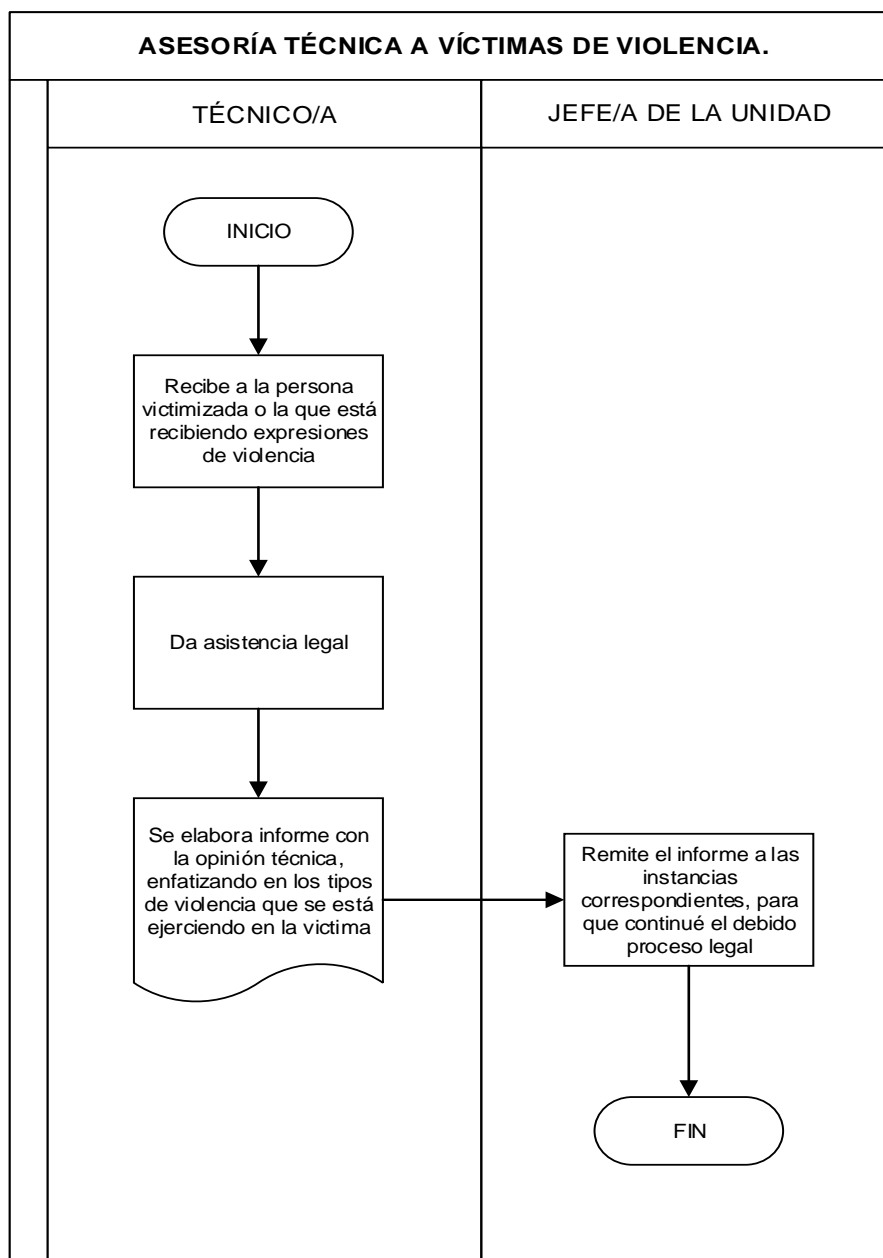 ASESORÍA TÉCNICA A VÍCTIMAS DE VIOLENCIA.
TÉCNICO/A
JEFE/A DE LA UNIDAD
INICIO
Recibe a la persona
victimizada o la que está
recibiendo expresiones
de violencia
Da asistencia legal
Se elabora informe con
la opinión técnica,
enfatizando en los tipos
de violencia que se está
ejerciendo en la victima
Remite el informe a las
instancias
correspondientes, para
que continué el debido
proceso legal
FIN